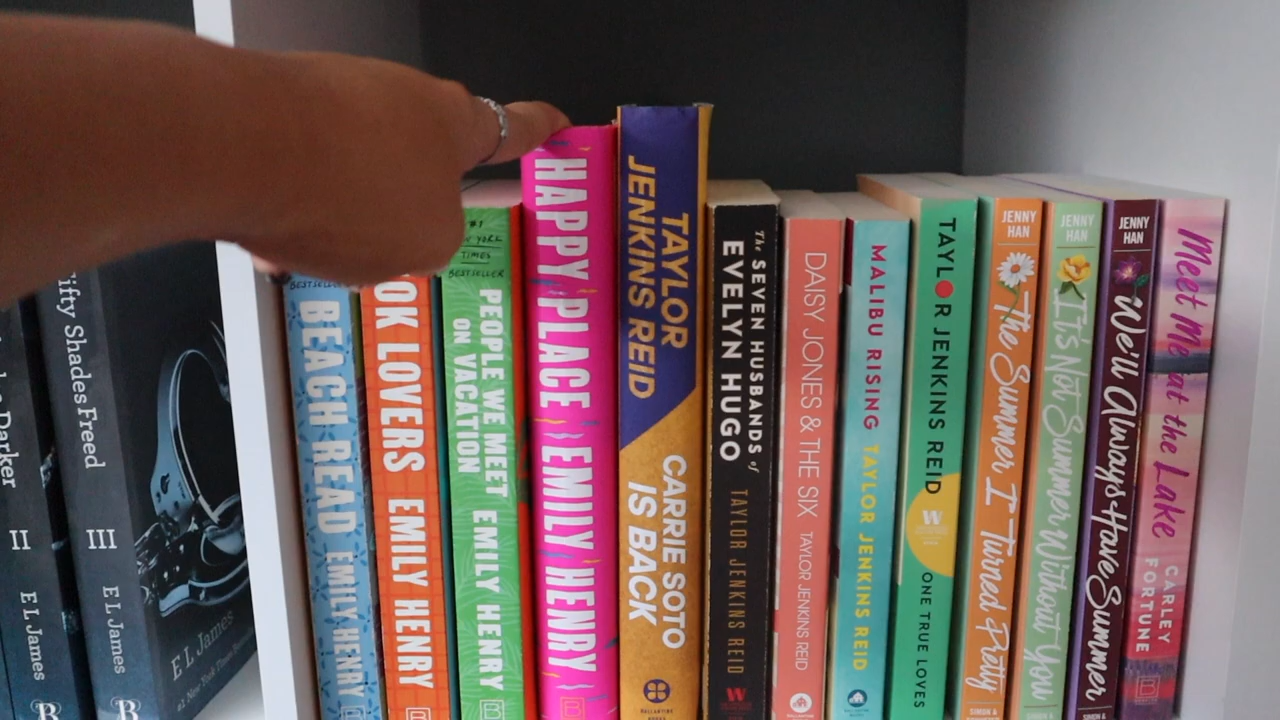 Darker
II
E L James
ifty Shades Freed
III
E L James
E L James
BEACH READ EMILY HENRY
OK LOVERS EMILY HENRY
#1
TIMES
BESTSELLER
PEOPLE WE MEET
ON VACATION
EMILY HENRY
HAPPY PLACE EMILY HENRY
TAYLOR
JENKINS REID
CARRIE SOTO
IS BACK
BALLANTINE
BOOKS
The SEVEN HUSBANDS of
EVELYN HUGO
TAYLOR JENKINS REID
DAISY JONES & THE SIX TAYLOR JENKINS REID
MALIBU RISING TAYLOR JENKINS REID
TAYLOR JENKINS REID
W
ONE TRUE LOVES
JENNY
HAN
The Summer I Turned Pretty
JENNY
HAN
It's Not Summer Without You
JENNY
HAN
We'll Always Have Summer
Meet Me at the Lake
CARLEY
FORTUNE